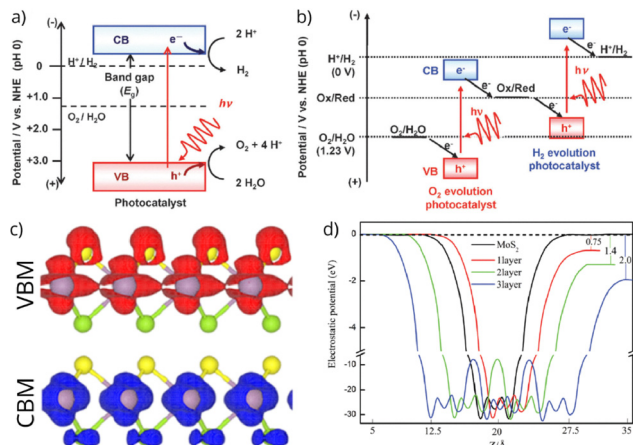 a)
(-)
CB
e⁻
2 H⁺
H⁺/H₂
H₂
0
Band gap
(Eg)
hν
+1.0
O₂/H₂O
+2.0
O₂ + 4 H⁺
+3.0
VB
h⁺
2 H₂O
(+)
Photocatalyst
Potential / V vs. NHE (pH 0)
b)
(-)
e⁻
e⁻
H⁺/H₂
(0 V)
H⁺/H₂
CB
e⁻
e⁻
hν
Ox/Red
Ox/Red
e⁻
hν
h⁺
O₂/H₂O
(1.23 V)
O₂/H₂O
e⁻
H₂ evolution
photocatalyst
VB
h⁺
O₂ evolution
photocatalyst
(+)
Potential / V vs. NHE (pH 0)
c)
VBM
CBM
d)
0
MoS₂
1layer
2layer
3layer
0.75
1.4
2.0
-2
-4
-10
-20
-30
Electrostatic potential (eV)
5
12.5
20
27.5
35